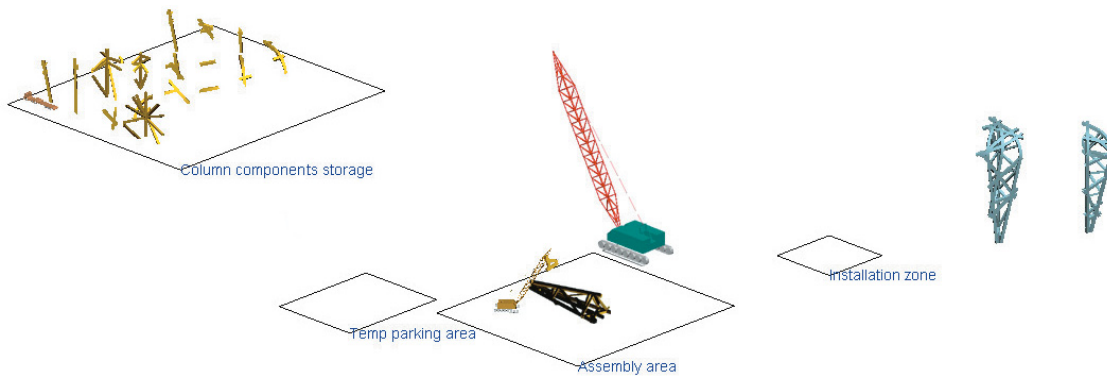 Column components storage
Installation zone
Temp parking area
Assembly area